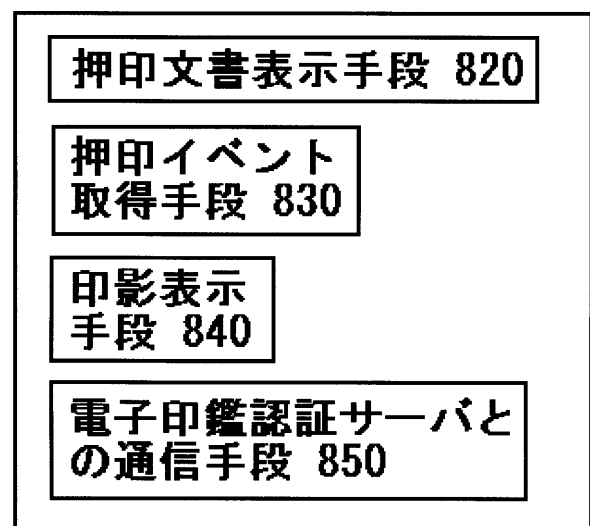 押印文書表示手段 820
押印イベント
取得手段 830
印影表示
手段 840
電子印鑑認証サーバと
の通信手段 850